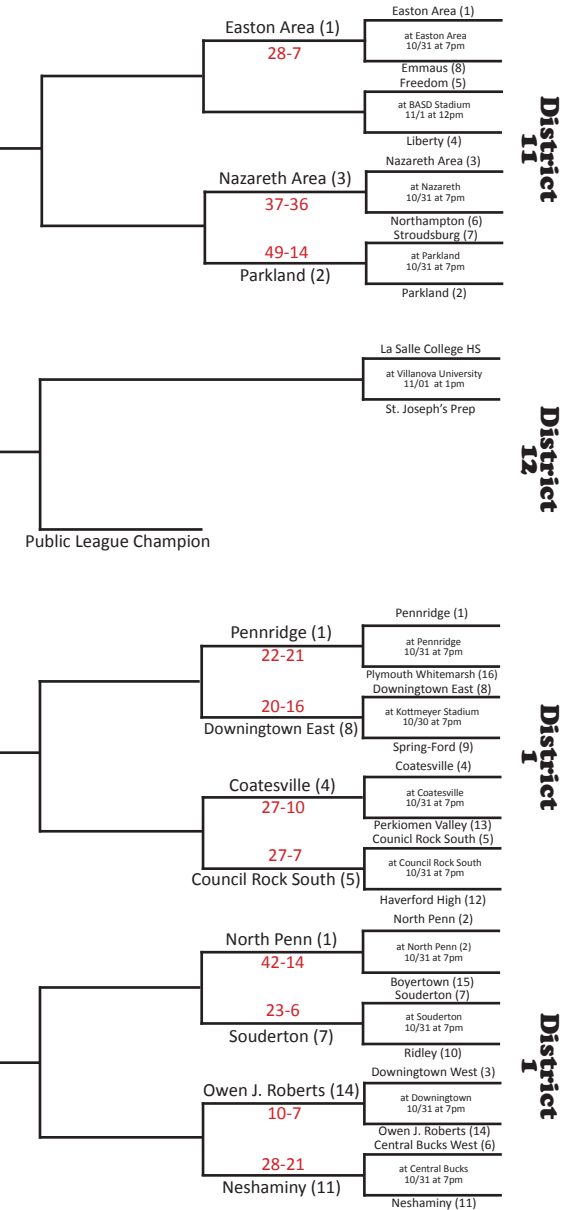 Easton Area (1)
Easton Area (1)
28-7
at Easton Area
10/31 at 7pm
Emmaus (8)
Freedom (5)
at BASD Stadium
11/1 at 12pm
Liberty (4)
Nazareth Area (3)
Nazareth Area (3)
37-36
at Nazareth
10/31 at 7pm
Northampton (6)
Stroudsburg (7)
49-14
Parkland (2)
at Parkland
10/31 at 7pm
Parkland (2)
District
11
La Salle College HS
at Villanova University
11/01 at 1pm
St. Joseph's Prep
Public League Champion
District
12
Pennridge (1)
Pennridge (1)
22-21
at Pennridge
10/31 at 7pm
Plymouth Whitemarsh (16)
Downingtown East (8)
20-16
Downingtown East (8)
at Kottmeyer Stadium
10/30 at 7pm
Spring-Ford (9)
Coatesville (4)
Coatesville (4)
27-10
at Coatesville
10/31 at 7pm
Perkiomen Valley (13)
Counicl Rock South (5)
27-7
Council Rock South (5)
at Council Rock South
10/31 at 7pm
Haverford High (12)
District
1
North Penn (2)
North Penn (1)
42-14
at North Penn (2)
10/31 at 7pm
Boyertown (15)
Souderton (7)
23-6
Souderton (7)
at Souderton
10/31 at 7pm
Ridley (10)
Downingtown West (3)
Owen J. Roberts (14)
10-7
at Downingtown
10/31 at 7pm
Owen J. Roberts (14)
Central Bucks West (6)
28-21
Neshaminy (11)
at Central Bucks
10/31 at 7pm
Neshaminy (11)
District
1